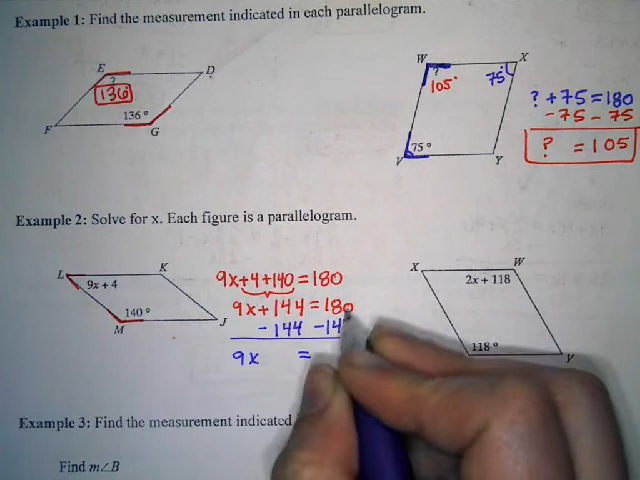 Example 1: Find the measurement indicated in each parallelogram.
E
D
?
136°
136°
F
G
W
X
?
105°
75°
75°
V
Y
? + 75 = 180
- 75 - 75
? = 105
Example 2: Solve for x. Each figure is a parallelogram.
L
K
9x + 4
140°
M
J
9x+4+140 = 180
9x + 144 = 180
- 144 - 14
9x =
X
W
2x + 118
118°
V
Example 3: Find the measurement indicated
Find m∠B